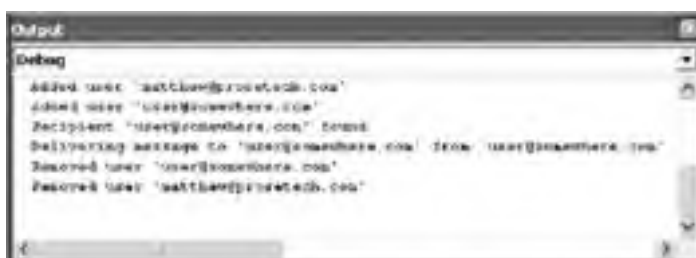 Output
Debug
Added user 'matthew@prosetech.com'
Added user 'user@somewhere.com'
Recipient 'user@somewhere.com' found
Delivering message to 'user@somewhere.com' from 'user@somewhere.com'
Removed user 'user@somewhere.com'
Removed user 'matthew@prosetech.com'